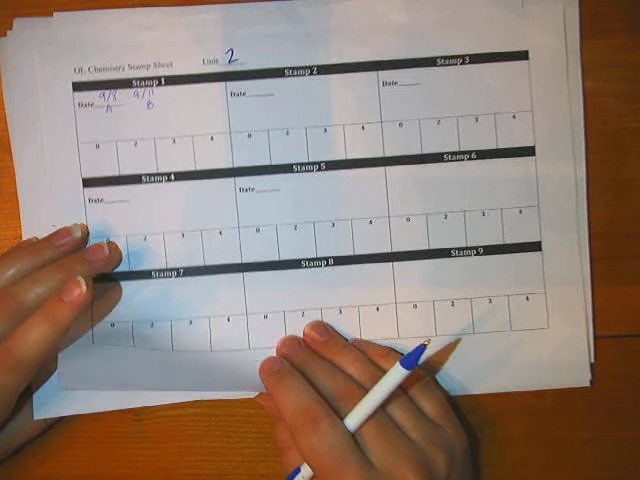 OL Chemistry Stamp Sheet Unit 2
Stamp 1 Stamp 2 Stamp 3
Date 9/8 9/11 Date Date
A B
0 2 3 4 0 2 3 4 0 2 3 4
Stamp 4 Stamp 5 Stamp 6
Date Date
2 3 4 0 2 3 4 0 2 3 4
Stamp 7 Stamp 8 Stamp 9
0 2 3 4 0 2 3 4 0 2 3 4